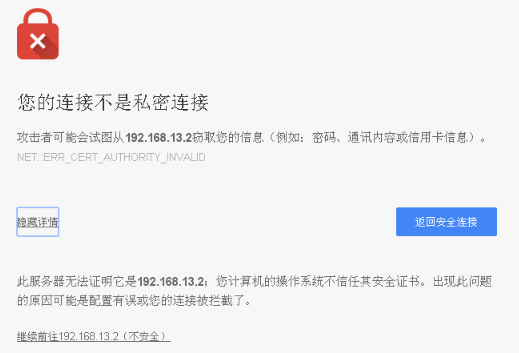 您的连接不是私密连接
攻击者可能会试图从192.168.13.2窃取您的信息（例如：密码、通讯内容或信用卡信息）。
NET::ERR_CERT_AUTHORITY_INVALID
隐藏详情
返回安全连接
此服务器无法证明它是192.168.13.2；您计算机的操作系统不信任其安全证书。出现此问题
的原因可能是配置有误或您的连接被拦截了。
继续前往192.168.13.2（不安全）